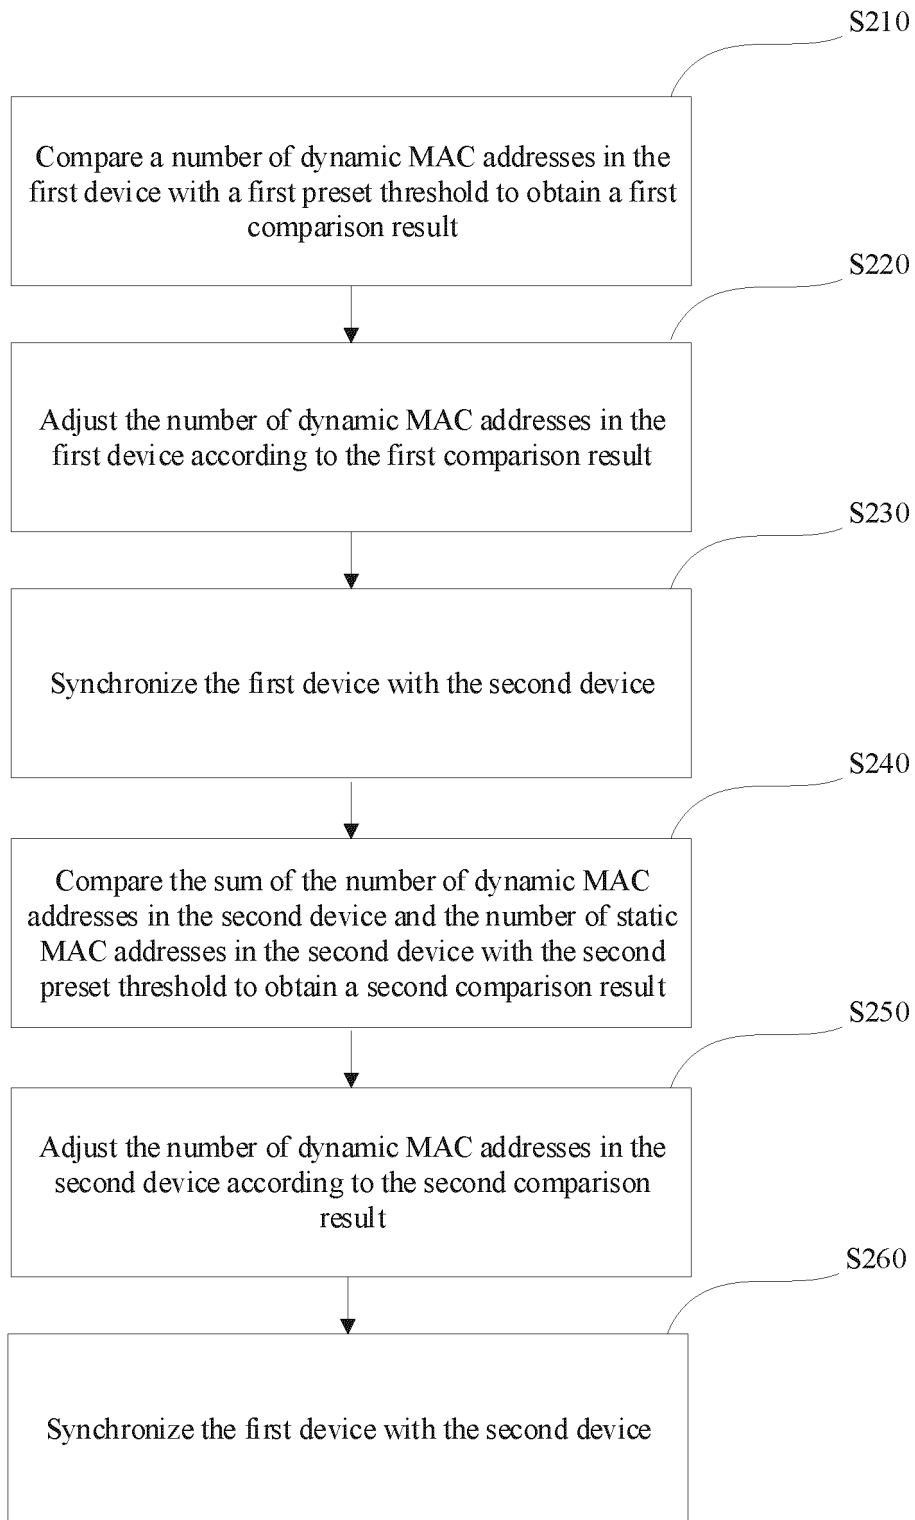 S210
Compare a number of dynamic MAC addresses in the
first device with a first preset threshold to obtain a first
comparison result
S220
Adjust the number of dynamic MAC addresses in the
first device according to the first comparison result
S230
Synchronize the first device with the second device
S240
Compare the sum of the number of dynamic MAC
addresses in the second device and the number of static
MAC addresses in the second device with the second
preset threshold to obtain a second comparison result
S250
Adjust the number of dynamic MAC addresses in the
second device according to the second comparison
result
S260
Synchronize the first device with the second device